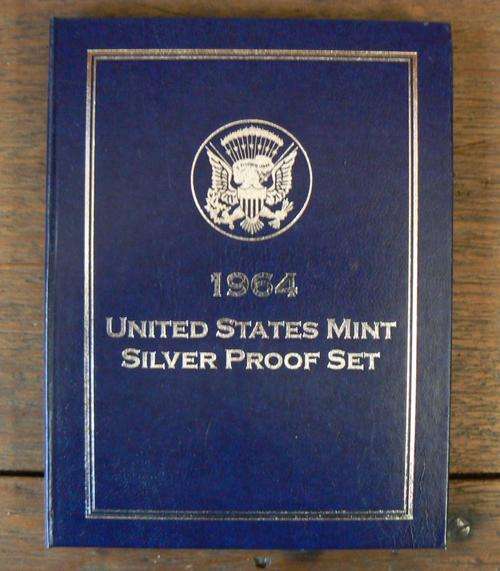 1964
UNITED STATES MINT
SILVER PROOF SET